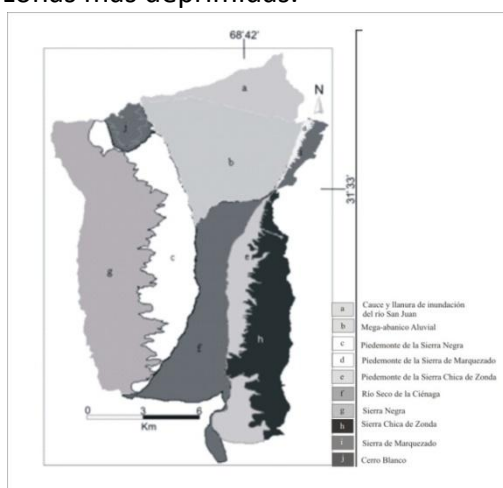 zonas más deprimidas.
68°42'
a
N
j
b
31°33'
g
c
e
h
f
0 3 6
Km
a Cauce y llanura de inundación
del río San Juan
b Mega-abanico Aluvial
c Piedemonte de la Sierra Negra
d Piedemonte de la Sierra de Marquezado
e Piedemonte de la Sierra Chica de Zonda
f Río Seco de la Ciénaga
g Sierra Negra
h Sierra Chica de Zonda
i Sierra de Marquezado
j Cerro Blanco